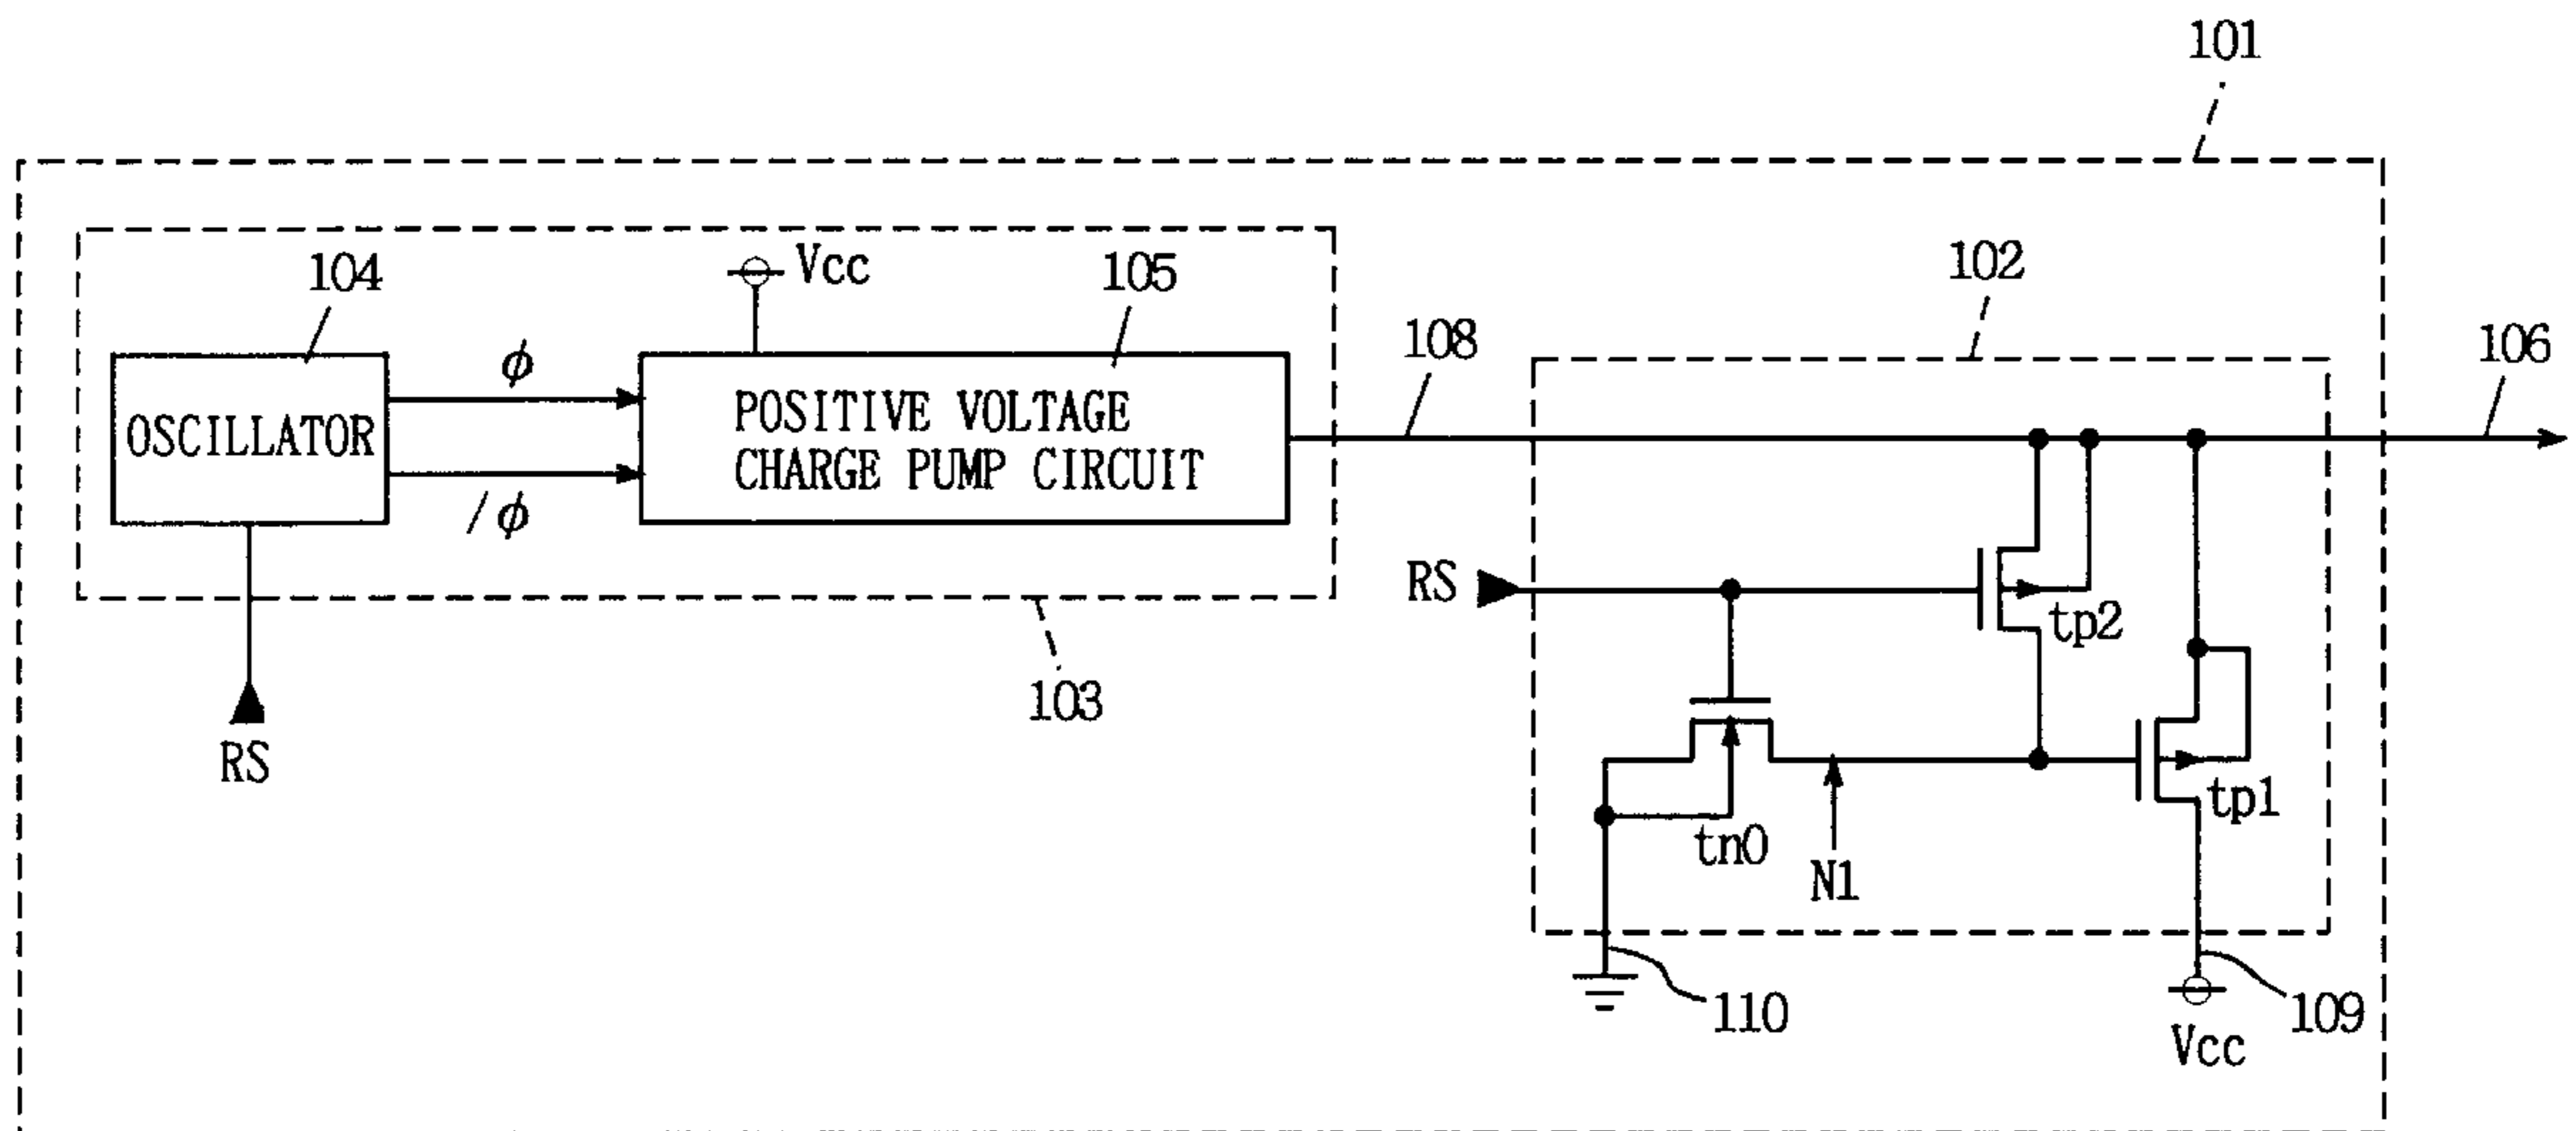 101
104
Vcc
105
102
108
106
φ
OSCILLATOR
POSITIVE VOLTAGE
CHARGE PUMP CIRCUIT
/φ
RS
tp2
103
RS
tp1
tn0
N1
110
109
Vcc